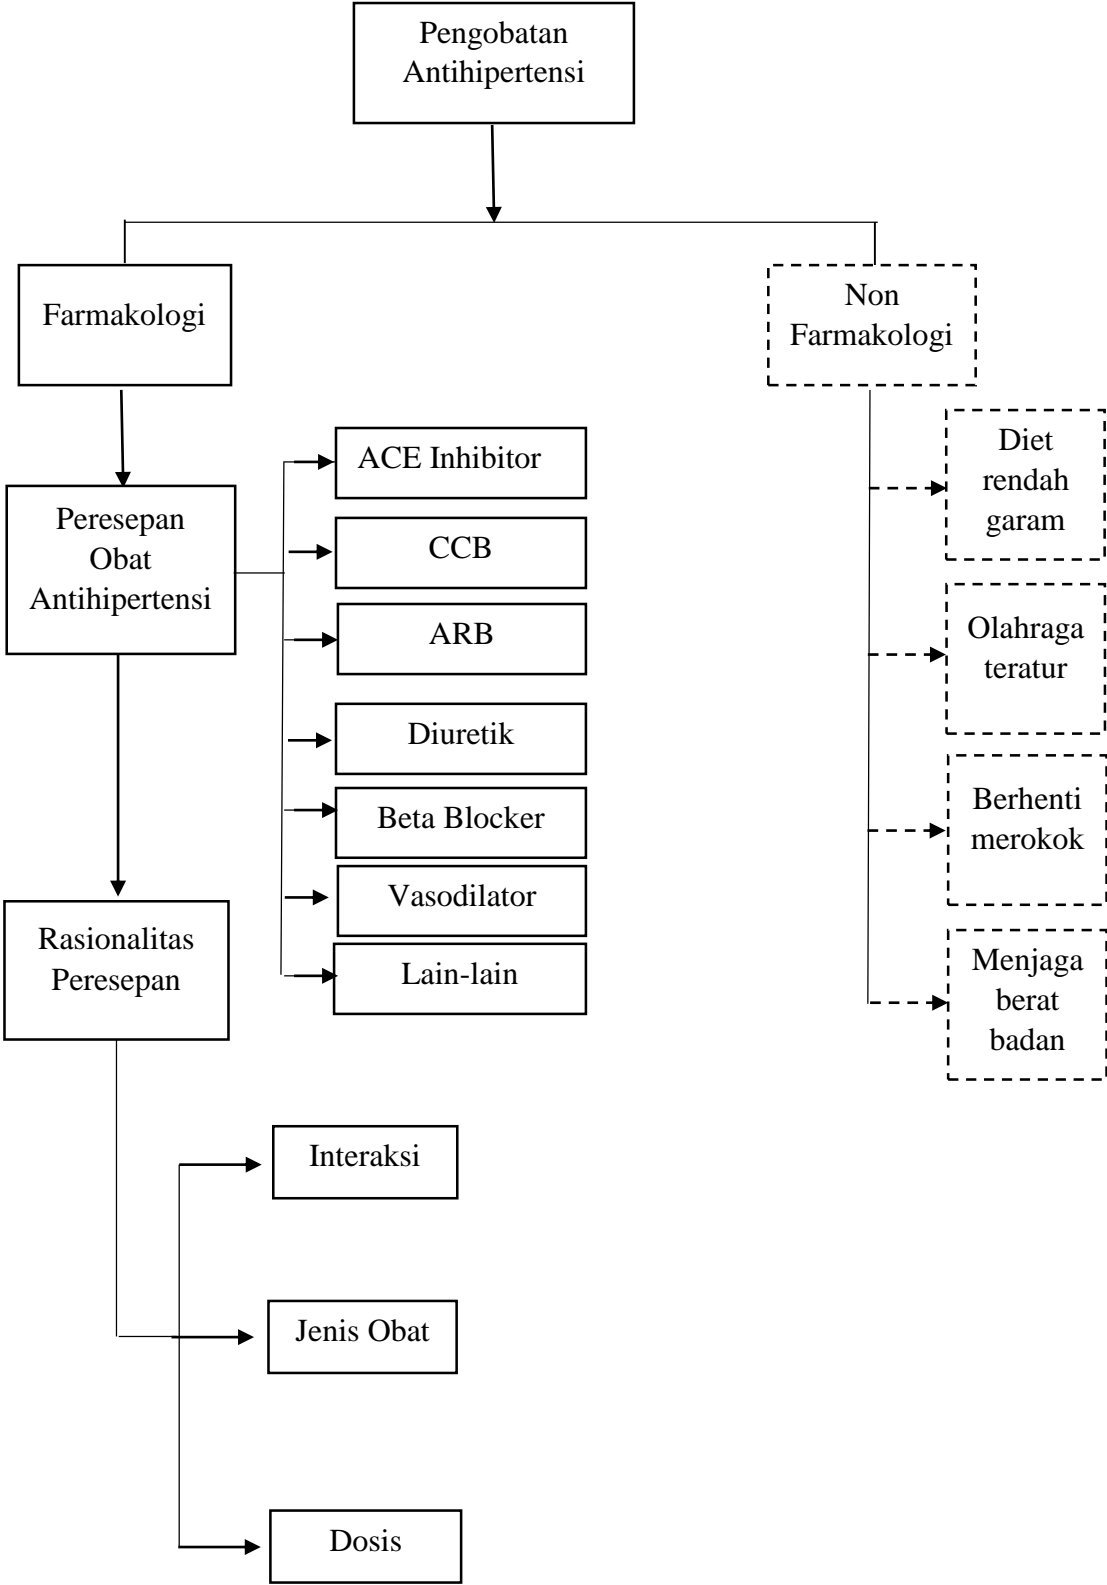 Pengobatan
Antihipertensi
Farmakologi
Non
Farmakologi
Peresepan
Obat
Antihipertensi
ACE Inhibitor
CCB
ARB
Diuretik
Beta Blocker
Vasodilator
Lain-lain
Diet
rendah
garam
Olahraga
teratur
Berhenti
merokok
Menjaga
berat
badan
Rasionalitas
Peresepan
Interaksi
Jenis Obat
Dosis